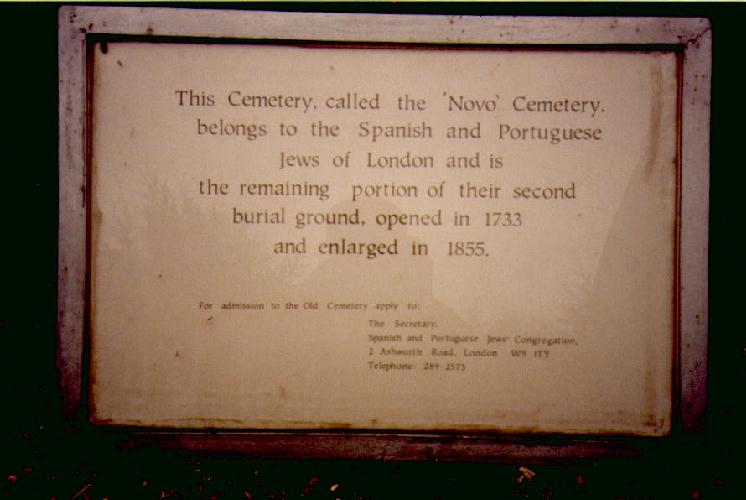 This Cemetery, called the 'Novo' Cemetery.
belongs to the Spanish and Portuguese
Jews of London and is
the remaining portion of their second
burial ground, opened in 1733
and enlarged in 1855.
For admission to the Old Cemetery apply to:
The Secretary,
Spanish and Portuguese Jews' Congregation,
2 Ashworth Road, London W9 1TY
Telephone: 289-2573